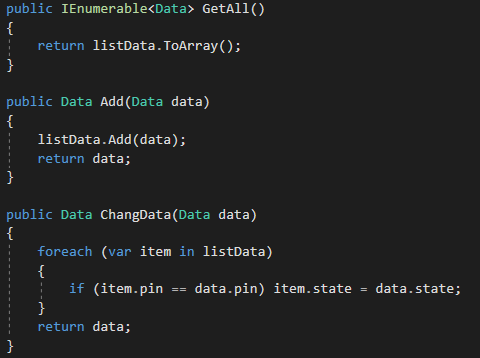 public IEnumerable<Data> GetAll()
{
return listData.ToArray();
}
public Data Add(Data data)
{
listData.Add(data);
return data;
}
public Data ChangData(Data data)
{
foreach (var item in listData)
{
if (item.pin == data.pin) item.state = data.state;
}
return data;
}